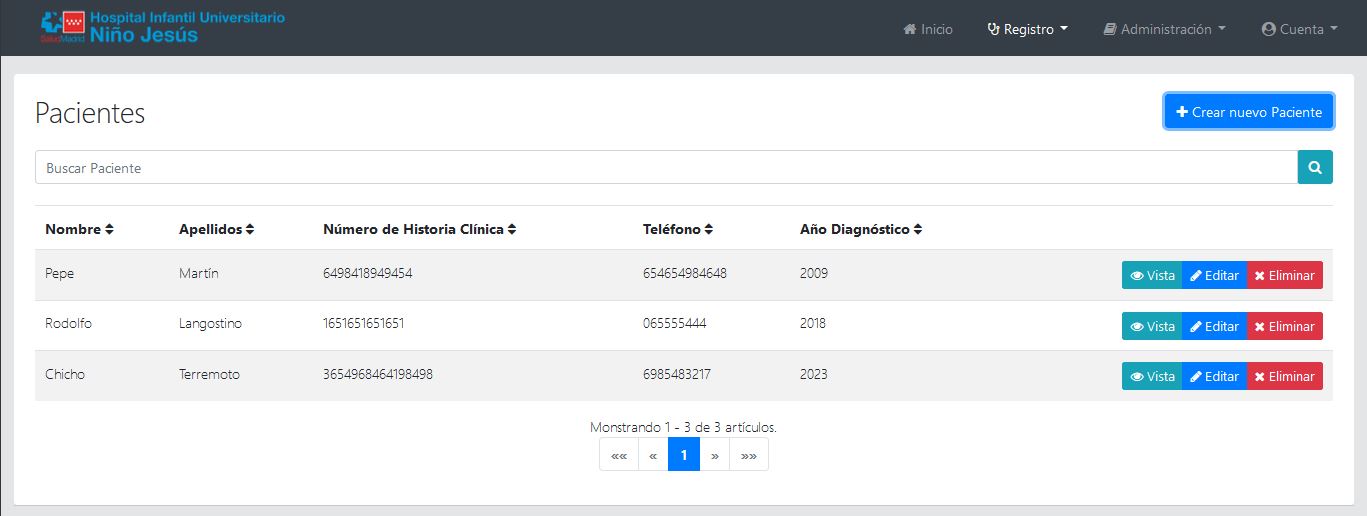 Hospital Infantil Universitario
Niño Jesús
SaludMadrid
Inicio
Registro
Administración
Cuenta
Pacientes
Crear nuevo Paciente
Buscar Paciente
Nombre Apellidos Número de Historia Clínica Teléfono Año Diagnóstico
Pepe Martín 6498418949454 654654984648 2009 Vista Editar Eliminar
Rodolfo Langostino 1651651651651 065555444 2018 Vista Editar Eliminar
Chicho Terremoto 3654968464198498 6985483217 2023 Vista Editar Eliminar
Monstrando 1 - 3 de 3 artículos.
«« « 1 » »»